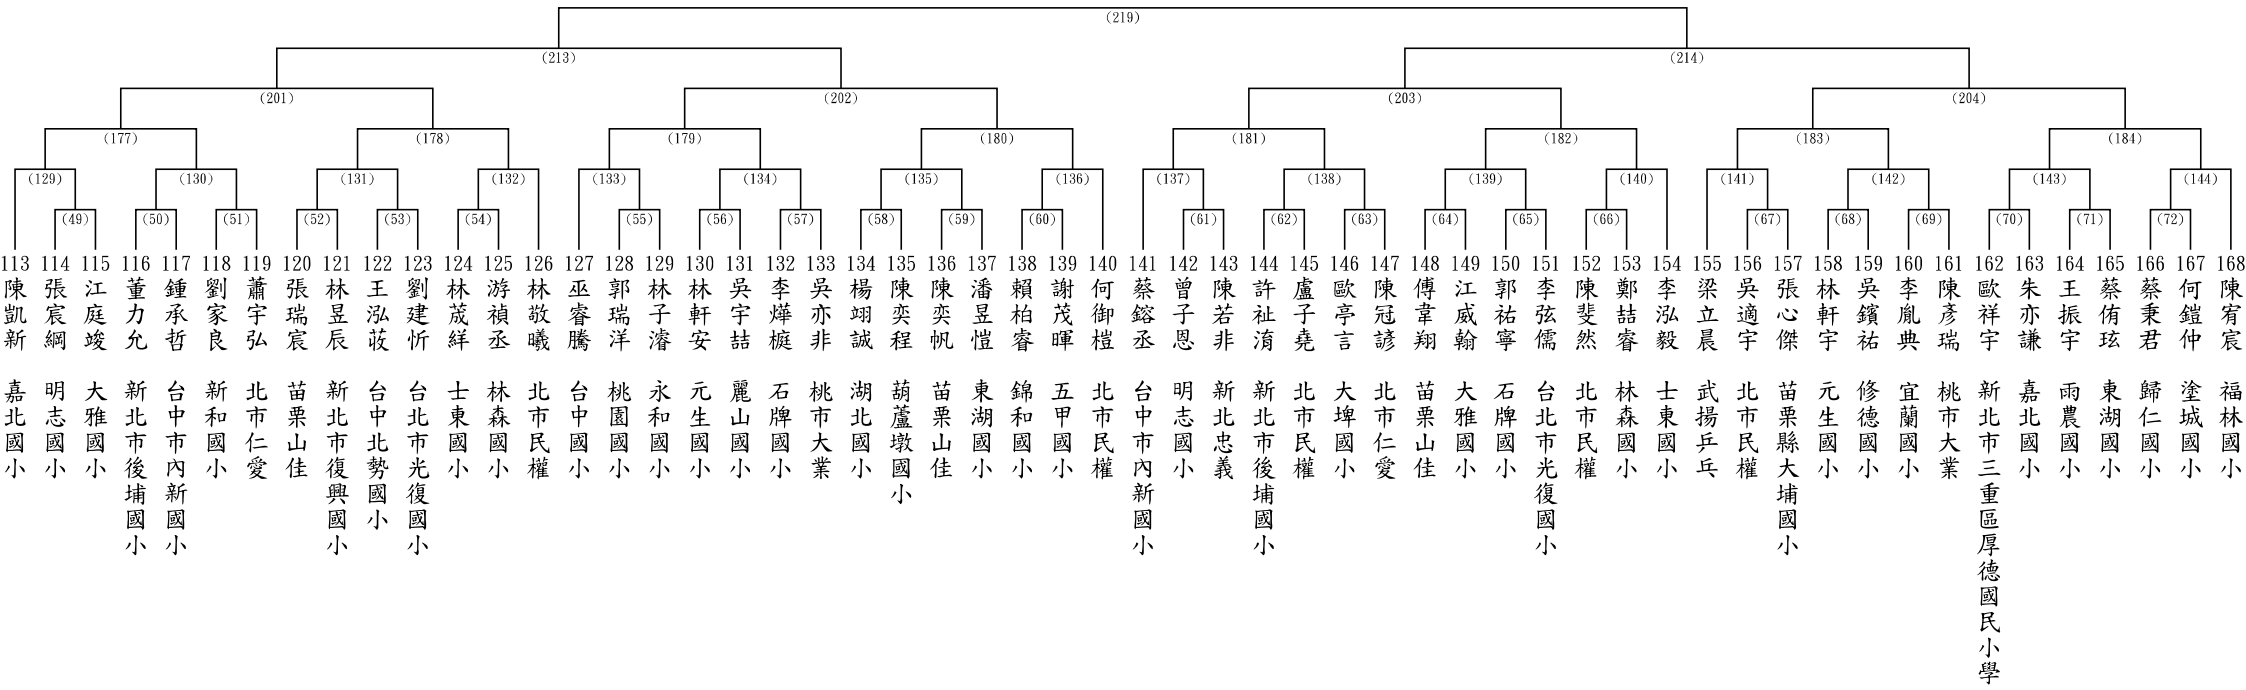 (219)
(213) (214)
(201) (202) (203) (204)
(177) (178) (179) (180) (181) (182) (183) (184)
(129) (130) (131) (132) (133) (134) (135) (136) (137) (138) (139) (140) (141) (142) (143) (144)
(49) (50) (51) (52) (53) (54) (55) (56) (57) (58) (59) (60) (61) (62) (63) (64) (65) (66) (67) (68) (69) (70) (71) (72)
113 陳凱新 嘉北國小
114 張宸綱 明志國小
115 江庭竣 大雅國小
116 董力允 新北市後埔國小
117 鍾承哲 台中市內新國小
118 劉家良 新和國小
119 蕭宇弘 北市仁愛
120 張瑞宸 苗栗山佳
121 林昱辰 新北市復興國小
122 王泓莜 台中北勢國小
123 劉建忻 台北市光復國小
124 林茂絴 士東國小
125 游禎丞 林森國小
126 林敬曦 北市民權
127 巫睿騰 台中國小
128 郭瑞洋 桃園國小
129 林子濬 永和國小
130 林軒安 元生國小
131 吳宇喆 麗山國小
132 李燁榳 石牌國小
133 吳亦非 桃市大業
134 楊翊誠 湖北國小
135 陳奕程 葫蘆墩國小
136 陳奕帆 苗栗山佳
137 潘昱愷 東湖國小
138 賴柏睿 錦和國小
139 謝茂暉 五甲國小
140 何御榿 北市民權
141 蔡鎔丞 台中市內新國小
142 曾子恩 明志國小
143 陳若非 新北忠義
144 許祉淯 新北市後埔國小
145 盧子堯 北市民權
146 歐亭言 大埤國小
147 陳冠諺 北市仁愛
148 傅韋翔 苗栗山佳
149 江威翰 大雅國小
150 郭祐寧 石牌國小
151 李弦儒 台北市光復國小
152 陳斐然 北市民權
153 鄭喆睿 林森國小
154 李泓毅 士東國小
155 梁立晨 武揚乒乓
156 吳適宇 北市民權
157 張心傑 苗栗縣大埔國小
158 林軒宇 元生國小
159 吳鑌祐 修德國小
160 李胤典 宜蘭國小
161 陳彥瑞 桃市大業
162 歐祥宇 新北市三重區厚德國民小學
163 朱亦謙 嘉北國小
164 王振宇 雨農國小
165 蔡侑玹 東湖國小
166 蔡秉君 歸仁國小
167 何鎧仲 塗城國小
168 陳宥宸 福林國小